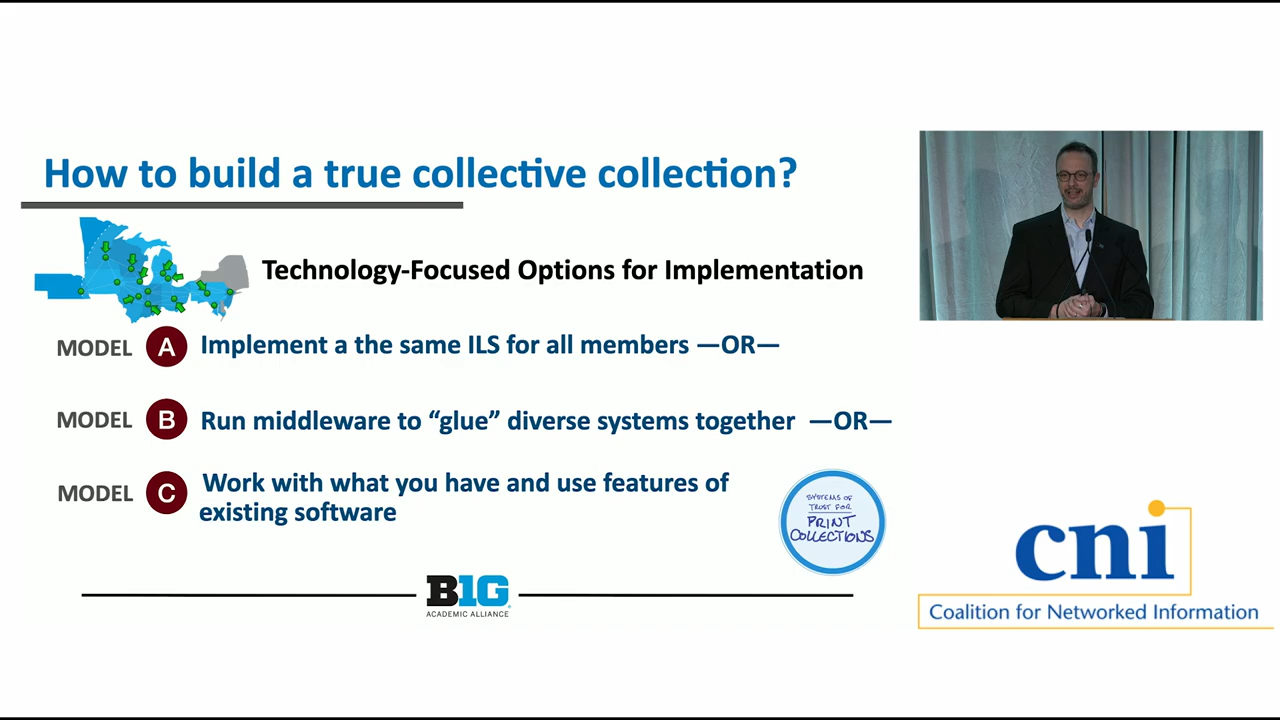 How to build a true collective collection?
Technology-Focused Options for Implementation
MODEL A Implement a the same ILS for all members —OR—
MODEL B Run middleware to “glue” diverse systems together —OR—
MODEL C Work with what you have and use features of
existing software
SYSTEMS OF
TRUST FOR
PRINT
COLLECTIONS
B1G
ACADEMIC ALLIANCE
cni
Coalition for Networked Information